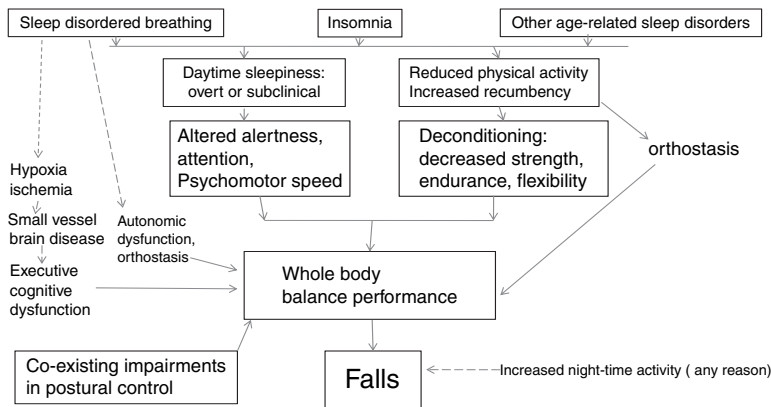 Sleep disordered breathing
Insomnia
Other age-related sleep disorders
Daytime sleepiness:
overt or subclinical
Reduced physical activity
Increased recumbency
Altered alertness,
attention,
Psychomotor speed
Deconditioning:
decreased strength,
endurance, flexibility
orthostasis
Hypoxia
ischemia
Small vessel
brain disease
Autonomic
dysfunction,
orthostasis
Executive
cognitive
dysfunction
Whole body
balance performance
Co-existing impairments
in postural control
Falls
Increased night-time activity ( any reason)